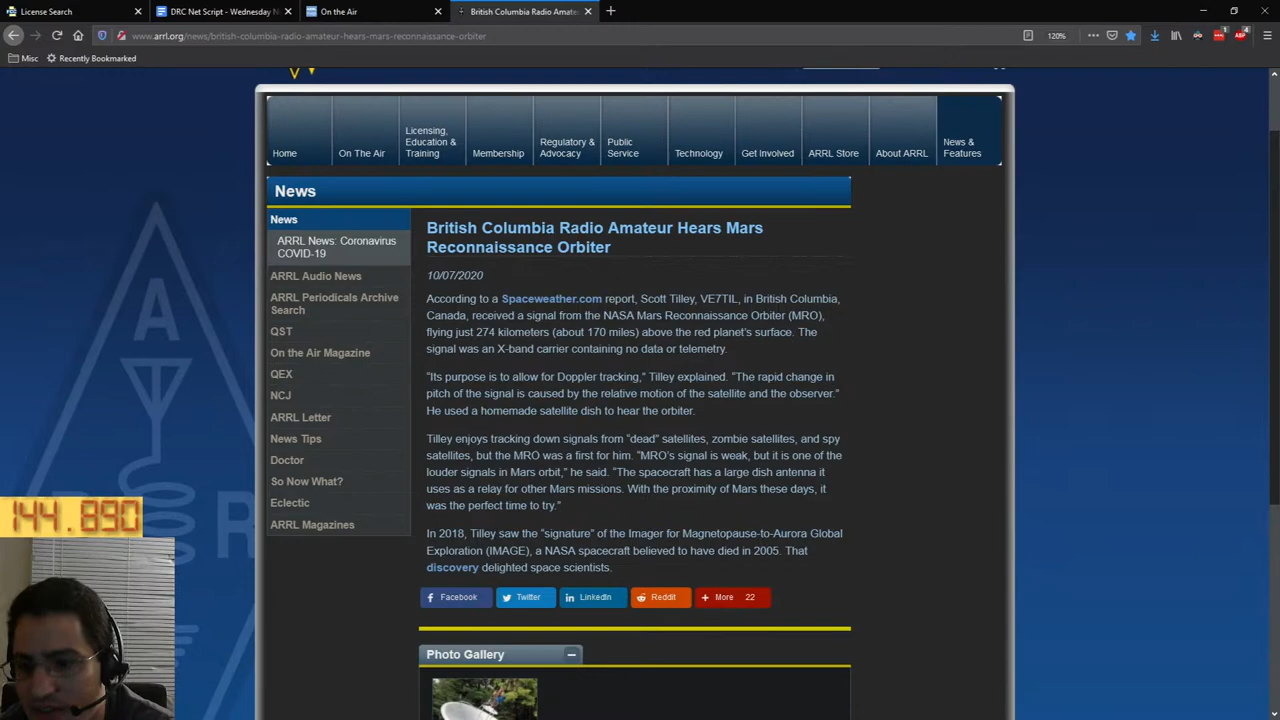 License Search
DRC Net Script - Wednesday N
On the Air
British Columbia Radio Amateu
www.arrl.org/news/british-columbia-radio-amateur-hears-mars-reconnaissance-orbiter
120%
1
4
Misc
Recently Bookmarked
Home
On The Air
Licensing,
Education &
Training
Membership
Regulatory &
Advocacy
Public
Service
Technology
Get Involved
ARRL Store
About ARRL
News &
Features
News
News
ARRL News: Coronavirus
COVID-19
ARRL Audio News
ARRL Periodicals Archive
Search
QST
On the Air Magazine
QEX
NCJ
ARRL Letter
News Tips
Doctor
So Now What?
Eclectic
ARRL Magazines
British Columbia Radio Amateur Hears Mars
Reconnaissance Orbiter
10/07/2020
According to a Spaceweather.com report, Scott Tilley, VE7TIL, in British Columbia,
Canada, received a signal from the NASA Mars Reconnaissance Orbiter (MRO),
flying just 274 kilometers (about 170 miles) above the red planet's surface. The
signal was an X-band carrier containing no data or telemetry.
"Its purpose is to allow for Doppler tracking," Tilley explained. "The rapid change in
pitch of the signal is caused by the relative motion of the satellite and the observer."
He used a homemade satellite dish to hear the orbiter.
Tilley enjoys tracking down signals from "dead" satellites, zombie satellites, and spy
satellites, but the MRO was a first for him. "MRO's signal is weak, but it is one of the
louder signals in Mars orbit," he said. "The spacecraft has a large dish antenna it
uses as a relay for other Mars missions. With the proximity of Mars these days, it
was the perfect time to try."
In 2018, Tilley saw the "signature" of the Imager for Magnetopause-to-Aurora Global
Exploration (IMAGE), a NASA spacecraft believed to have died in 2005. That
discovery delighted space scientists.
Facebook
Twitter
LinkedIn
Reddit
More 22
Photo Gallery
144.890
A
R